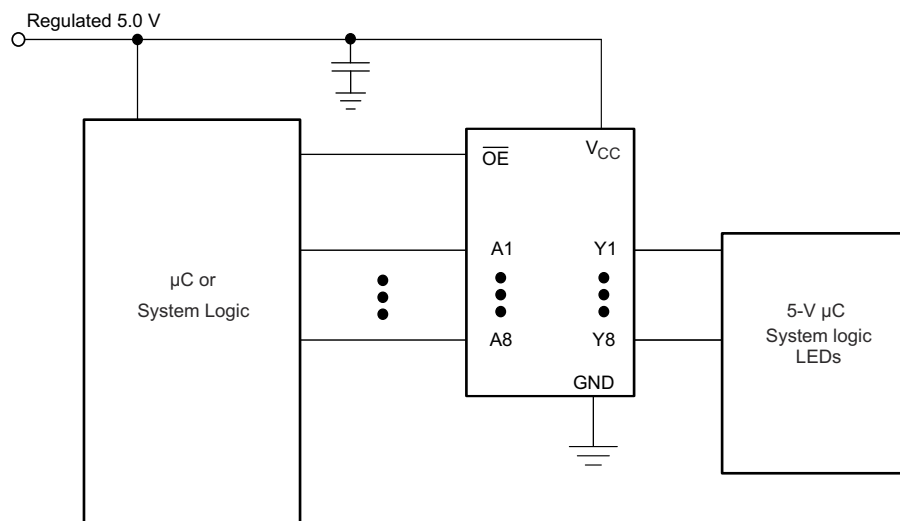 Regulated 5.0 V
OE
VCC
A1
Y1
µC or
System Logic
5-V µC
System logic
LEDs
A8
Y8
GND